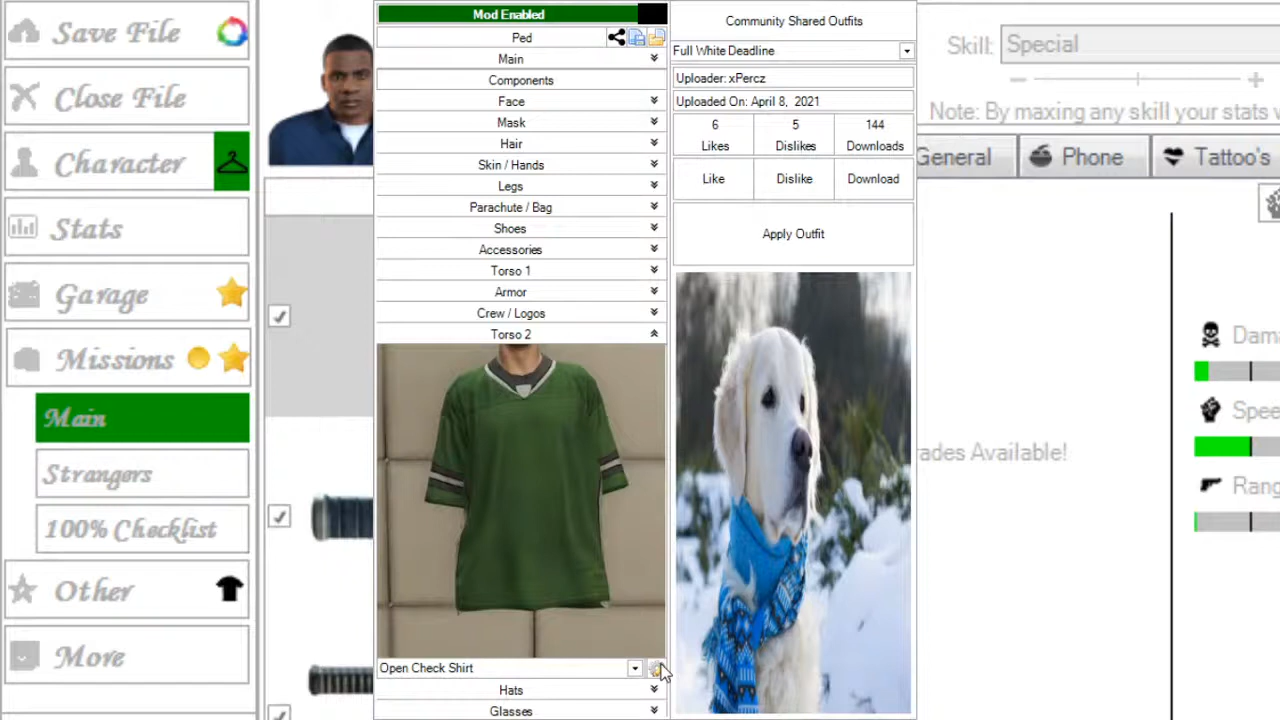 Save File
Close File
Character
Stats
Garage
Missions
Main
Strangers
100% Checklist
Other
More
Mod Enabled
Ped
Main
Components
Face
Mask
Hair
Skin / Hands
Legs
Parachute / Bag
Shoes
Accessories
Torso 1
Armor
Crew / Logos
Torso 2
Open Check Shirt
Hats
Glasses
Community Shared Outfits
Full White Deadline
Uploader: xPercz
Uploaded On: April 8, 2021
6 5 144
Likes Dislikes Downloads
Like Dislike Download
Apply Outfit
Skill: Special
Note: By maxing any skill your stats v
General Phone Tattoo's
Dama
Spee
rades Available!
Rang